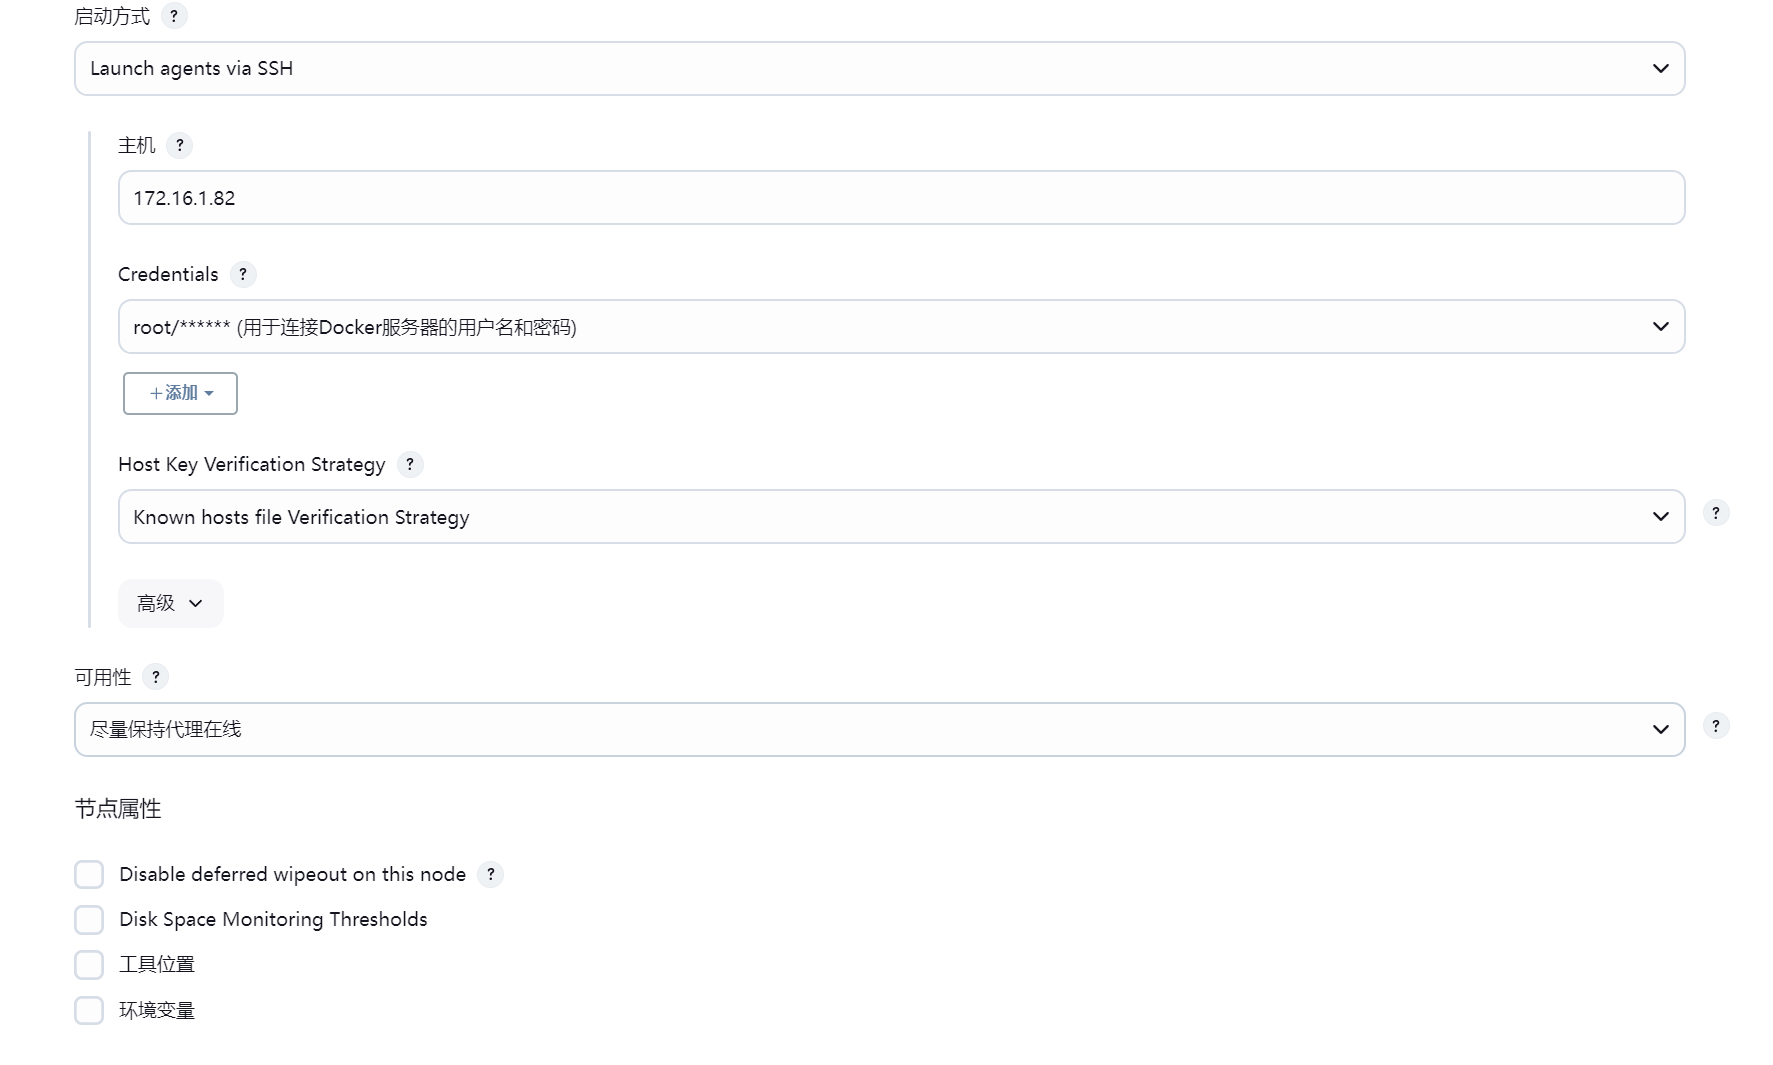 启动方式 ?
Launch agents via SSH
主机 ?
172.16.1.82
Credentials ?
root/****** (用于连接Docker服务器的用户名和密码)
+添加
Host Key Verification Strategy ?
Known hosts file Verification Strategy
?
高级
可用性 ?
尽量保持代理在线
?
节点属性
Disable deferred wipeout on this node ?
Disk Space Monitoring Thresholds
工具位置
环境变量